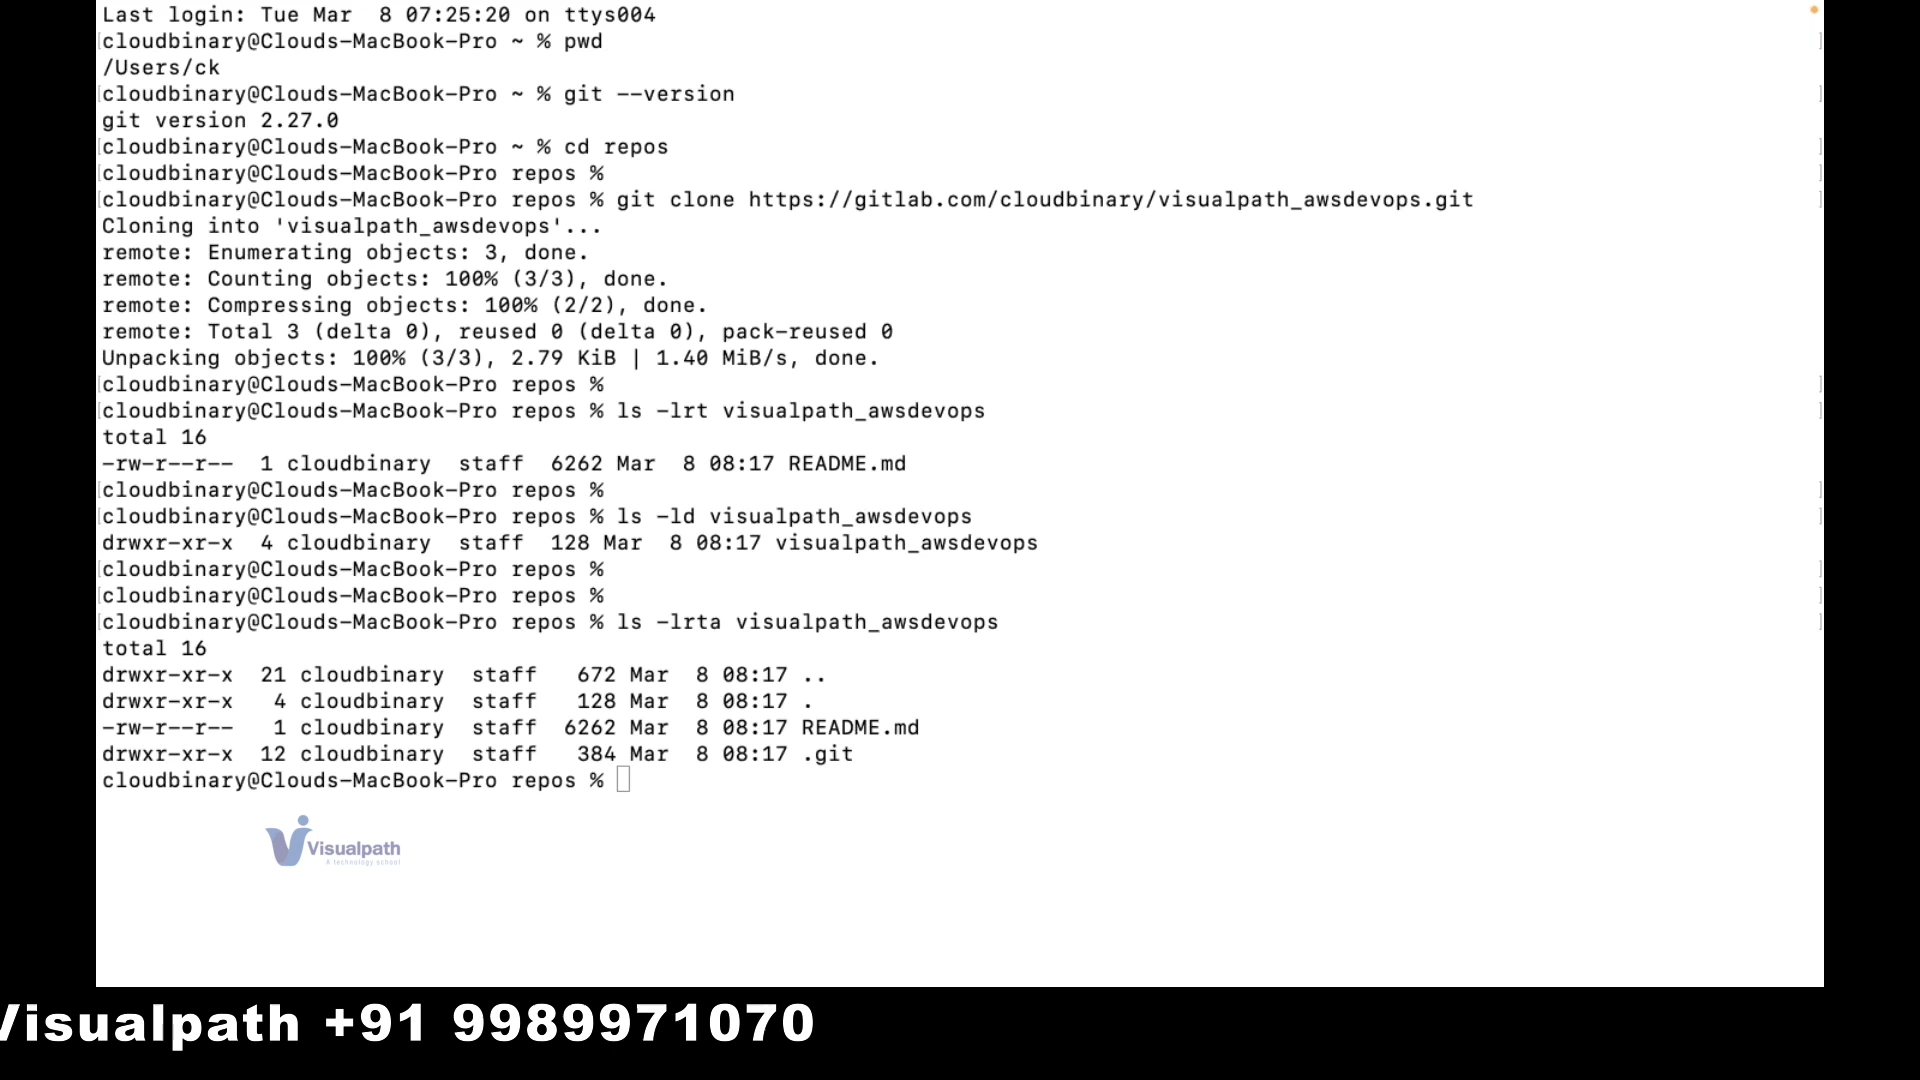 Last login: Tue Mar  8 07:25:20 on ttys004
cloudbinary@Clouds-MacBook-Pro ~ % pwd
/Users/ck
cloudbinary@Clouds-MacBook-Pro ~ % git --version
git version 2.27.0
cloudbinary@Clouds-MacBook-Pro ~ % cd repos
cloudbinary@Clouds-MacBook-Pro repos %
cloudbinary@Clouds-MacBook-Pro repos % git clone https://gitlab.com/cloudbinary/visualpath_awsdevops.git
Cloning into 'visualpath_awsdevops'...
remote: Enumerating objects: 3, done.
remote: Counting objects: 100% (3/3), done.
remote: Compressing objects: 100% (2/2), done.
remote: Total 3 (delta 0), reused 0 (delta 0), pack-reused 0
Unpacking objects: 100% (3/3), 2.79 KiB | 1.40 MiB/s, done.
cloudbinary@Clouds-MacBook-Pro repos %
cloudbinary@Clouds-MacBook-Pro repos % ls -lrt visualpath_awsdevops
total 16
-rw-r--r--  1 cloudbinary  staff  6262 Mar  8 08:17 README.md
cloudbinary@Clouds-MacBook-Pro repos %
cloudbinary@Clouds-MacBook-Pro repos % ls -ld visualpath_awsdevops
drwxr-xr-x  4 cloudbinary  staff  128 Mar  8 08:17 visualpath_awsdevops
cloudbinary@Clouds-MacBook-Pro repos %
cloudbinary@Clouds-MacBook-Pro repos %
cloudbinary@Clouds-MacBook-Pro repos % ls -lrta visualpath_awsdevops
total 16
drwxr-xr-x  21 cloudbinary  staff   672 Mar  8 08:17 ..
drwxr-xr-x   4 cloudbinary  staff   128 Mar  8 08:17 .
-rw-r--r--   1 cloudbinary  staff  6262 Mar  8 08:17 README.md
drwxr-xr-x  12 cloudbinary  staff   384 Mar  8 08:17 .git
cloudbinary@Clouds-MacBook-Pro repos %
Visualpath
A technology school
Visualpath +91 9989971070